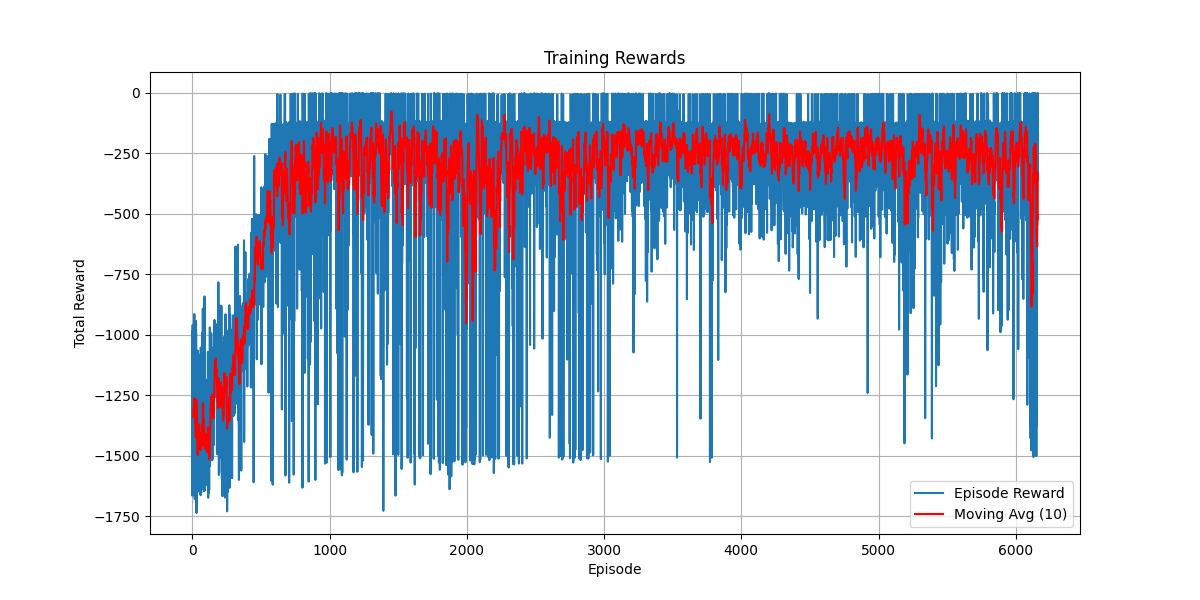 Training Rewards
Total Reward
0
−250
−500
−750
−1000
−1250
−1500
−1750
0 1000 2000 3000 4000 5000 6000
Episode
Episode Reward
Moving Avg (10)